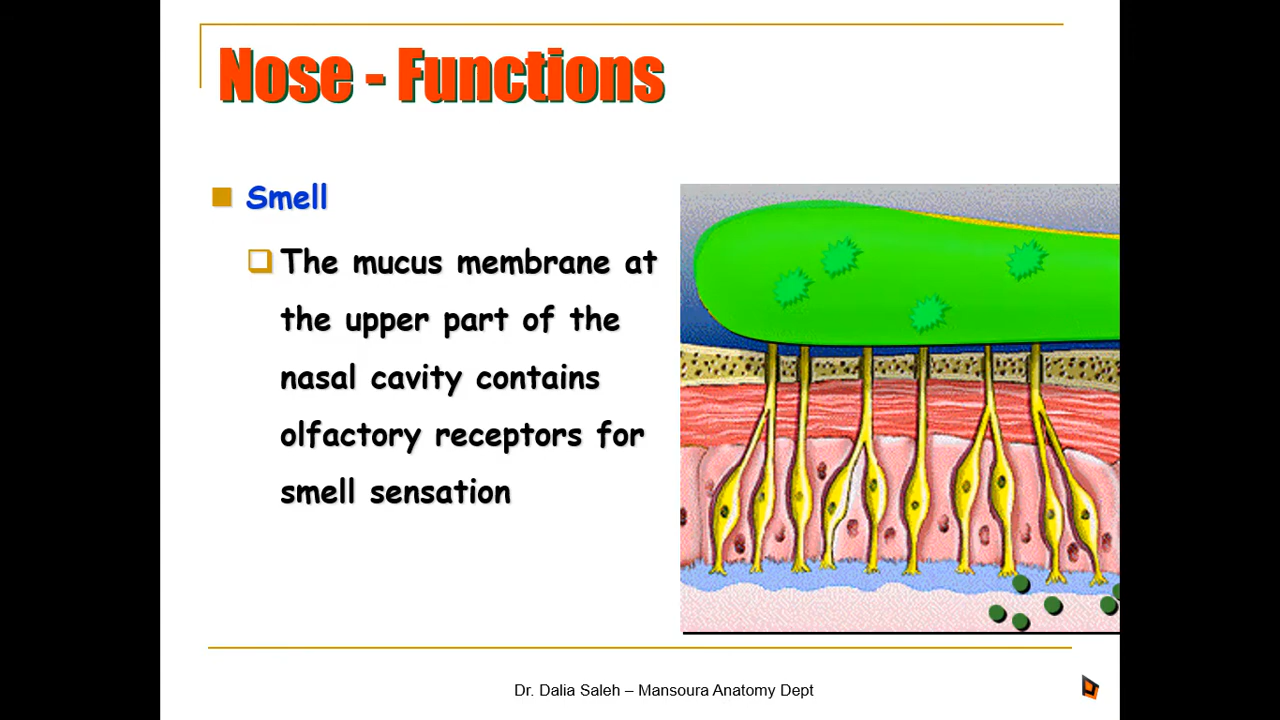 Nose - Functions
Smell
The mucus membrane at
the upper part of the
nasal cavity contains
olfactory receptors for
smell sensation
Dr. Dalia Saleh – Mansoura Anatomy Dept